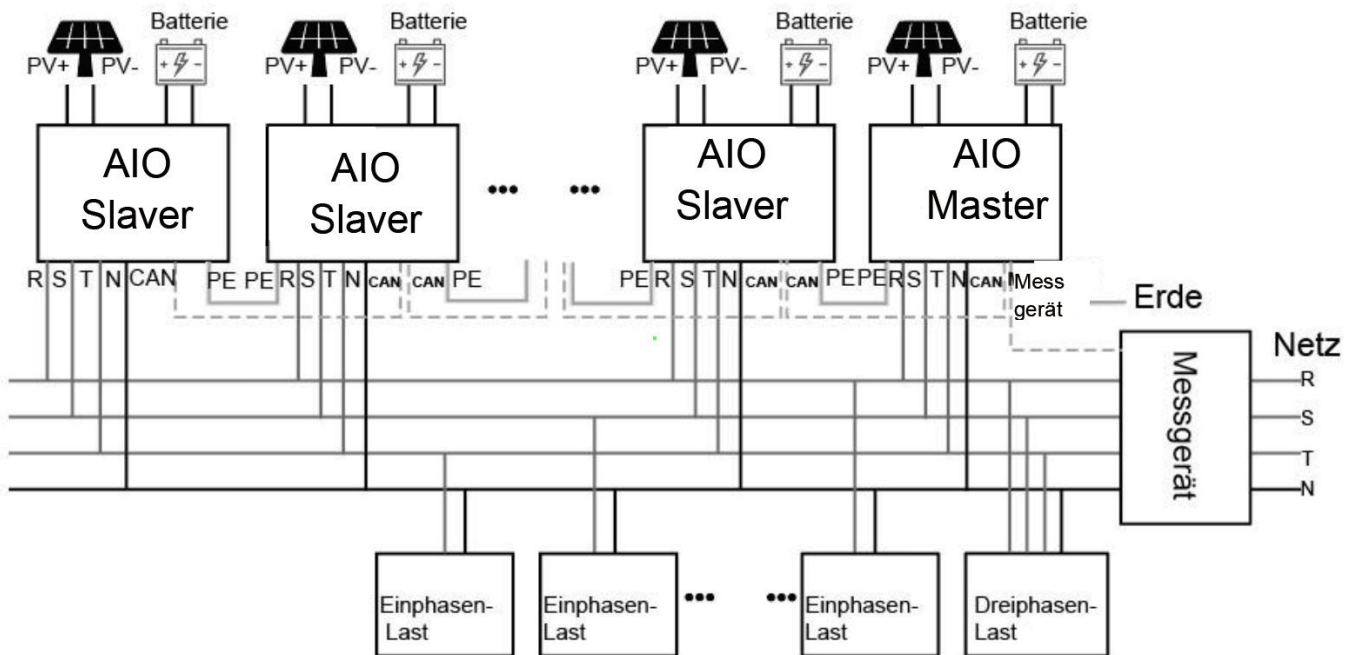 Batterie Batterie Batterie Batterie
PV+ PV- + - PV+ PV- + - PV+ PV- + - PV+ PV- + -
AIO AIO AIO AIO
Slaver Slaver Slaver Master
R S T N CAN PE PE R S T N CAN CAN PE PE R S T N CAN CAN PE PE R S T N CAN Mess
gerät
Erde
Netz
Messgerät
R
S
T
N
Einphasen- Einphasen- Einphasen- Dreiphasen-
Last Last Last Last